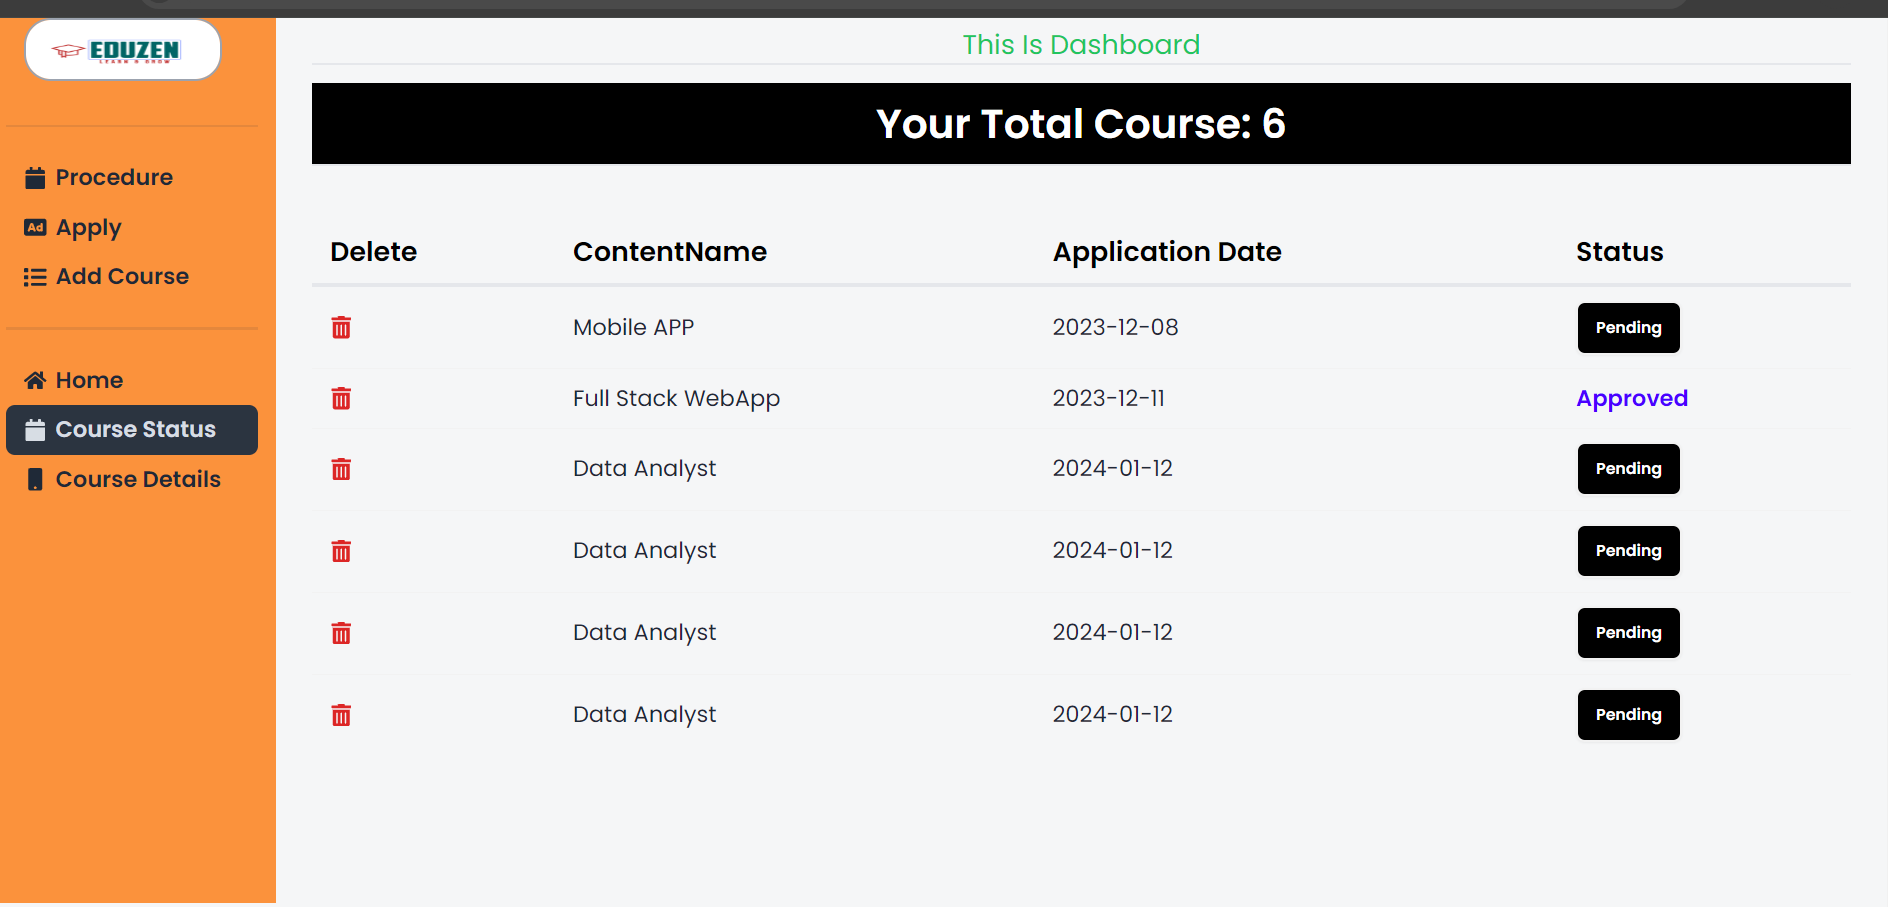 EDUZEN
LEARN & GROW
This Is Dashboard
Your Total Course: 6
Procedure
Ad Apply
Add Course
Home
Course Status
Course Details
Delete ContentName Application Date Status
Mobile APP 2023-12-08 Pending
Full Stack WebApp 2023-12-11 Approved
Data Analyst 2024-01-12 Pending
Data Analyst 2024-01-12 Pending
Data Analyst 2024-01-12 Pending
Data Analyst 2024-01-12 Pending